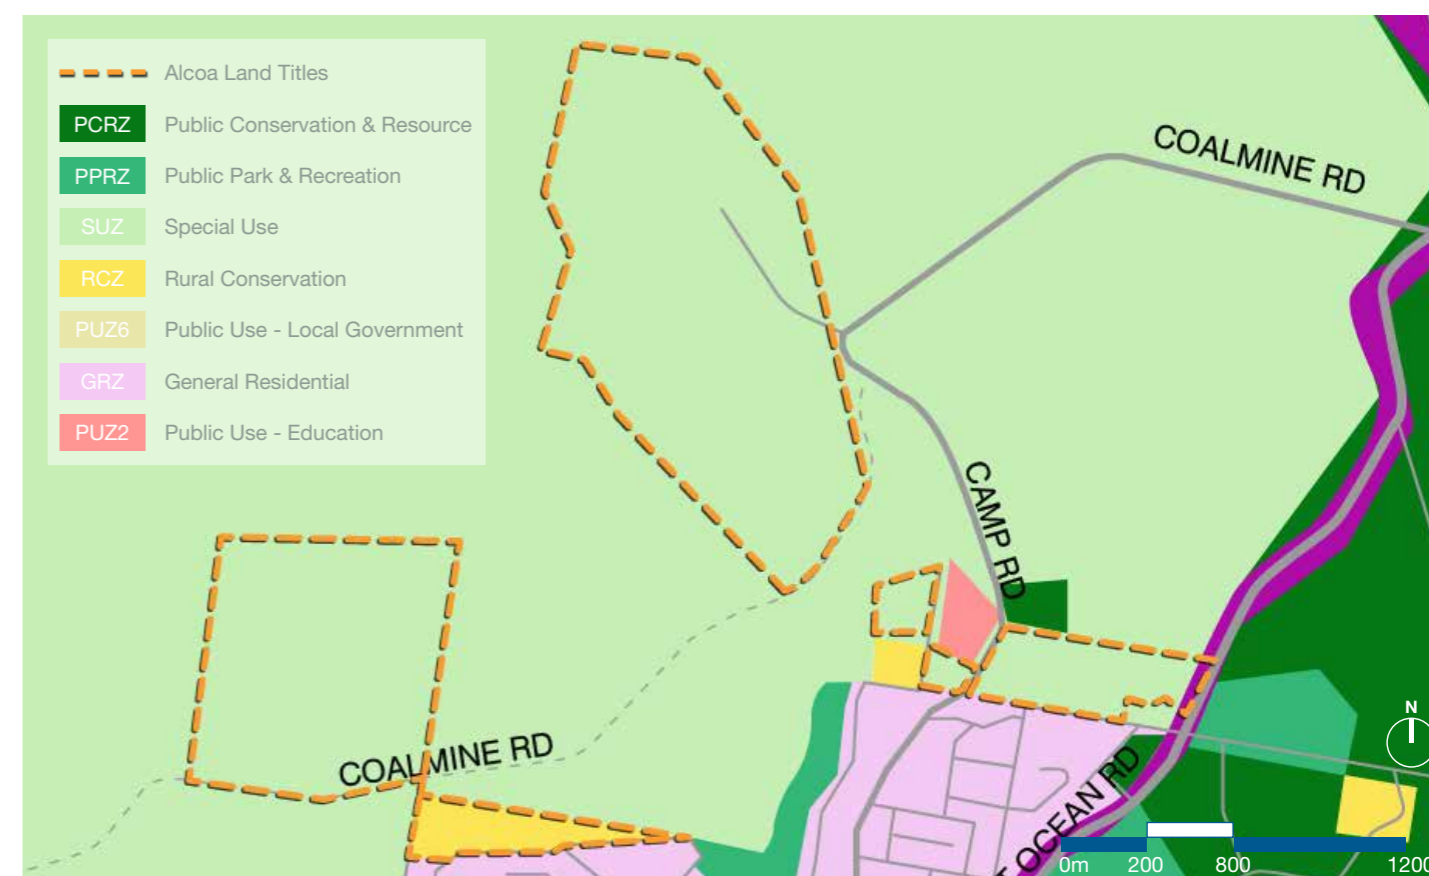 Alcoa Land Titles
PCRZ Public Conservation & Resource
PPRZ Public Park & Recreation
SUZ Special Use
RCZ Rural Conservation
PUZ6 Public Use - Local Government
GRZ General Residential
PUZ2 Public Use - Education
COALMINE RD
CAMP RD
COALMINE RD
OCEAN RD
N
0m 200 800 1200